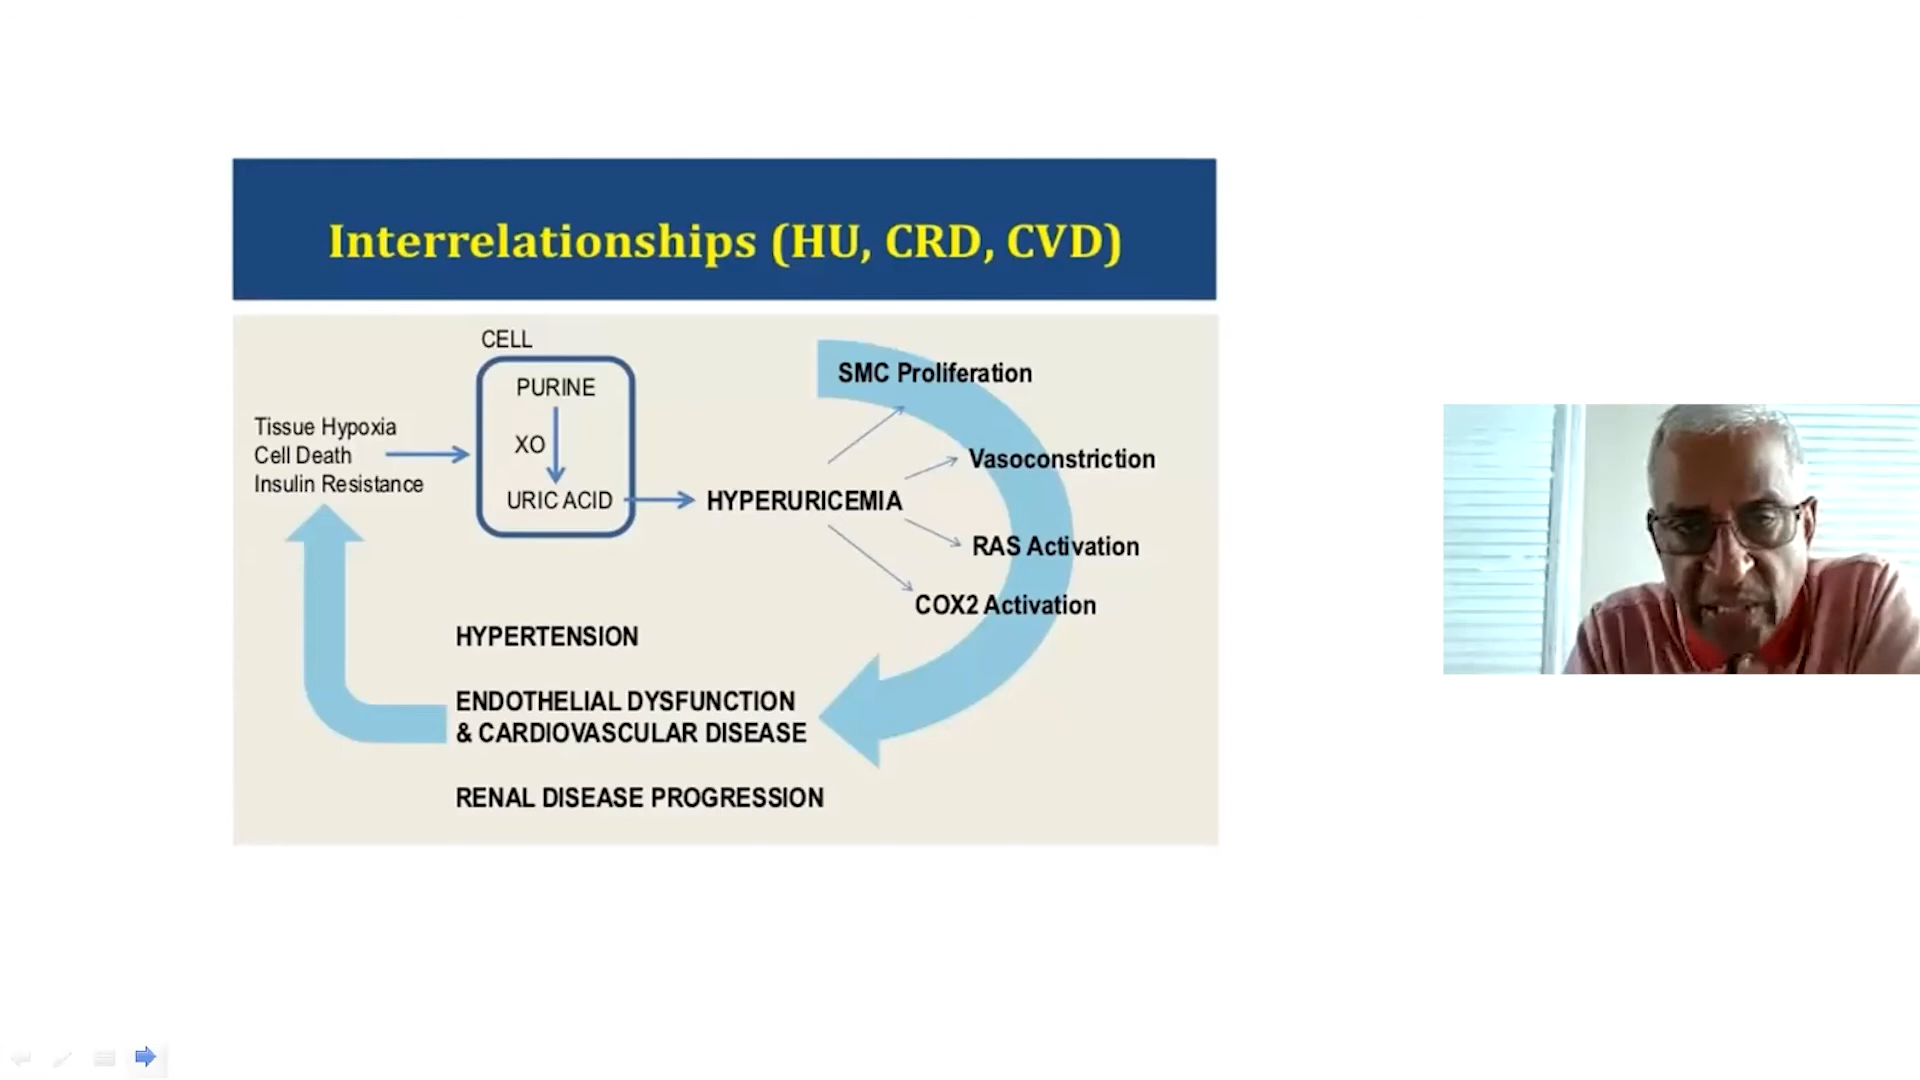 Interrelationships (HU, CRD, CVD)
CELL
PURINE
XO
URIC ACID
Tissue Hypoxia
Cell Death
Insulin Resistance
HYPERURICEMIA
SMC Proliferation
Vasoconstriction
RAS Activation
COX2 Activation
HYPERTENSION
ENDOTHELIAL DYSFUNCTION
& CARDIOVASCULAR DISEASE
RENAL DISEASE PROGRESSION